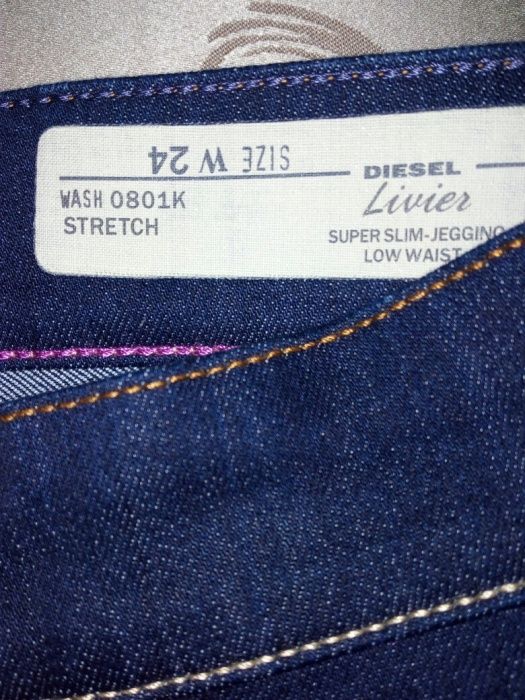 SIZE W 24
DIESEL
Livier
WASH 0801K
STRETCH
SUPER SLIM-JEGGING
LOW WAIST